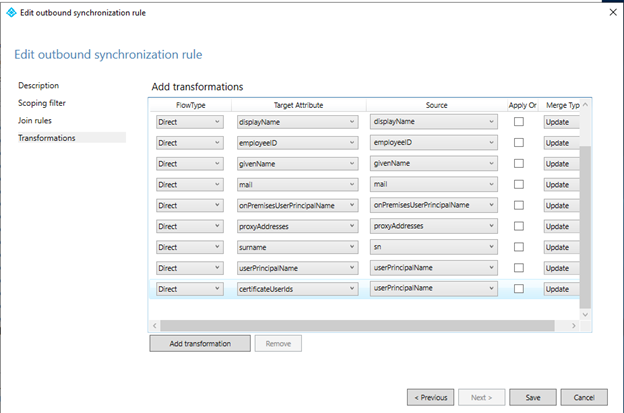 Edit outbound synchronization rule
Edit outbound synchronization rule
Description
Scoping filter
Join rules
Transformations
Add transformations
FlowType Target Attribute Source Apply Or Merge Typ
Direct displayName displayName Update
Direct employeeID employeeID Update
Direct givenName givenName Update
Direct mail mail Update
Direct onPremisesUserPrincipalName onPremisesUserPrincipalName Update
Direct proxyAddresses proxyAddresses Update
Direct surname sn Update
Direct userPrincipalName userPrincipalName Update
Direct certificateUserIds userPrincipalName Update
Add transformation Remove
< Previous Next > Save Cancel